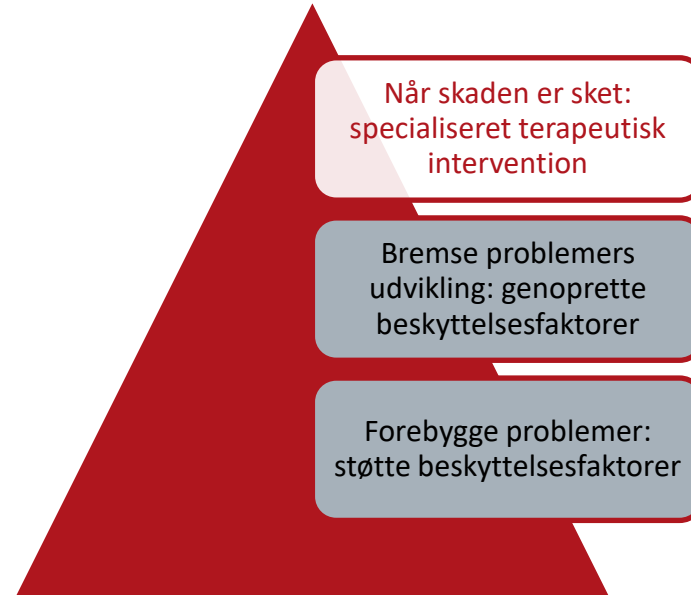 Når skaden er sket:
specialiseret terapeutisk
intervention
Bremse problemers
udvikling: genoprette
beskyttelsesfaktorer
Forebygge problemer:
støtte beskyttelsesfaktorer